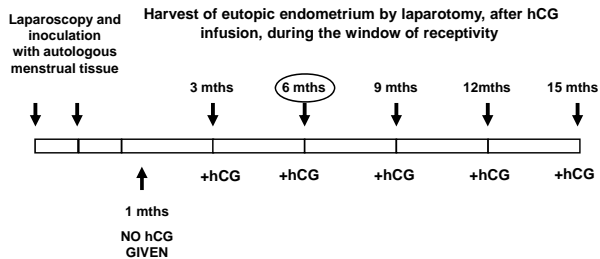 Laparoscopy and
inoculation
with autologous
menstrual tissue
Harvest of eutopic endometrium by laparotomy, after hCG
infusion, during the window of receptivity
3 mths
6 mths
9 mths
12mths
15 mths
+hCG
+hCG
+hCG
+hCG
+hCG
1 mths
NO hCG
GIVEN